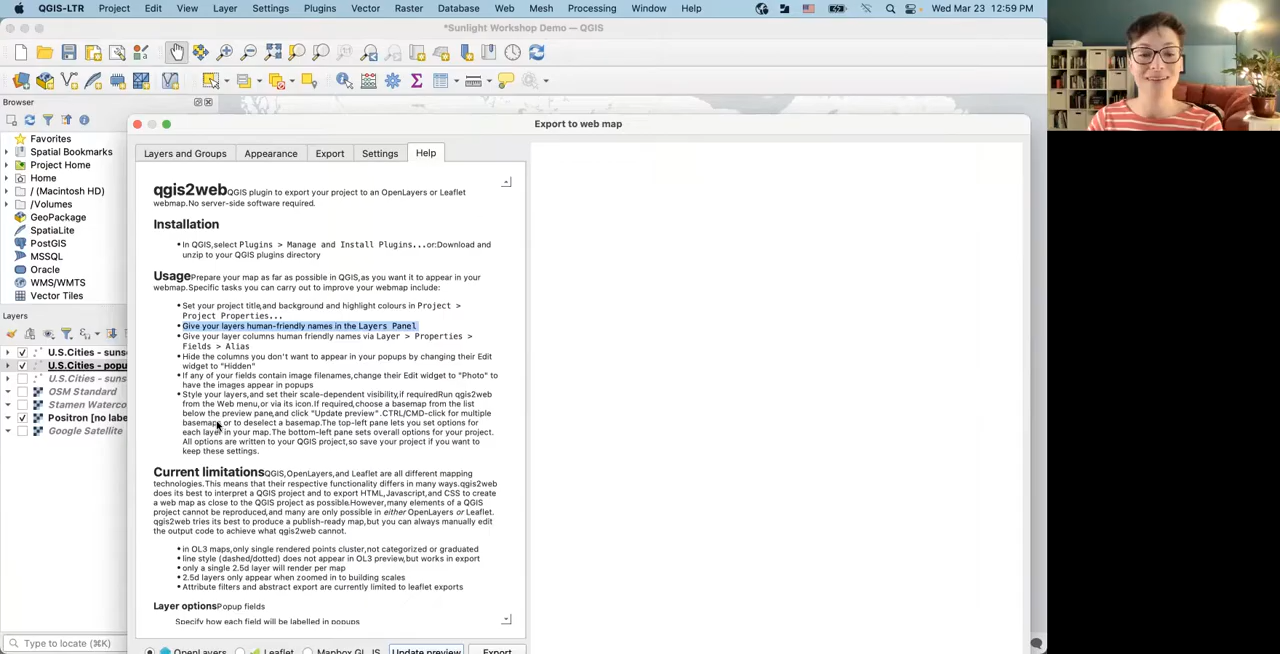 QGIS-LTR Project Edit View Layer Settings Plugins Vector Raster Database Web Mesh Processing Window Help Wed Mar 23 12:59 PM
*Sunlight Workshop Demo — QGIS
Browser
Favorites
Spatial Bookmarks
Project Home
Home
/ (Macintosh HD)
/Volumes
GeoPackage
SpatiaLite
PostGIS
MSSQL
Oracle
WMS/WMTS
Vector Tiles
Layers
U.S.Cities - suns
U.S.Cities - popu
U.S.Cities - suns
OSM Standard
Stamen Waterco
Positron [no labe
Google Satellite
Type to locate (⌘K)
Export to web map
Layers and Groups Appearance Export Settings Help
qgis2webQGIS plugin to export your project to an OpenLayers or Leaflet
webmap.No server-side software required.
Installation
• In QGIS,select Plugins > Manage and Install Plugins...or:Download and
unzip to your QGIS plugins directory
UsagePrepare your map as far as possible in QGIS,as you want it to appear in your
webmap.Specific tasks you can carry out to improve your webmap include:
• Set your project title,and background and highlight colours in Project >
Project Properties...
• Give your layers human-friendly names in the Layers Panel
• Give your layer columns human friendly names via Layer > Properties >
Fields > Alias
• Hide the columns you don't want to appear in your popups by changing their Edit
widget to "Hidden"
• If any of your fields contain image filenames,change their Edit widget to "Photo" to
have the images appear in popups
• Style your layers,and set their scale-dependent visibility,if requiredRun qgis2web
from the Web menu,or via its icon.If required,choose a basemap from the list
below the preview pane,and click "Update preview".CTRL/CMD-click for multiple
basemaps or to deselect a basemap.The top-left pane lets you set options for
each layer in your map.The bottom-left pane sets overall options for your project.
All options are written to your QGIS project,so save your project if you want to
keep these settings.
Current limitationsQGIS,OpenLayers,and Leaflet are all different mapping
technologies.This means that their respective functionality differs in many ways.qgis2web
does its best to interpret a QGIS project and to export HTML,Javascript,and CSS to create
a web map as close to the QGIS project as possible.However,many elements of a QGIS
project cannot be reproduced,and many are only possible in either OpenLayers or Leaflet.
qgis2web tries its best to produce a publish-ready map,but you can always manually edit
the output code to achieve what qgis2web cannot.
• in OL3 maps,only single rendered points cluster,not categorized or graduated
• line style (dashed/dotted) does not appear in OL3 preview,but works in export
• only a single 2.5d layer will render per map
• 2.5d layers only appear when zoomed in to building scales
• Attribute filters and abstract export are currently limited to leaflet exports
Layer optionsPopup fields
Specify how each field will be labelled in popups
OpenLayers Leaflet Mapbox GL JS Update preview Export